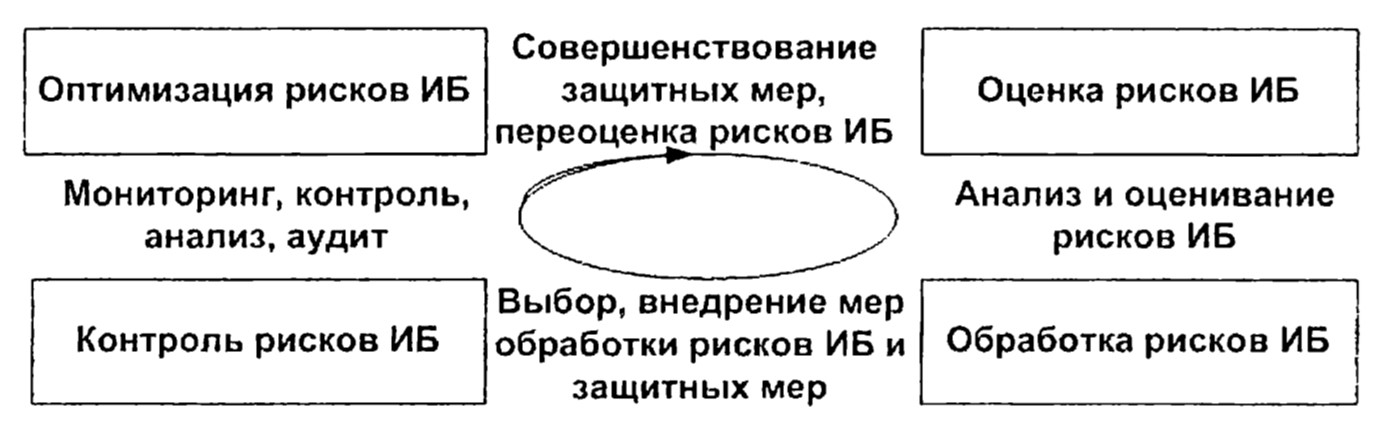 Оптимизация рисков ИБ
Совершенствование
защитных мер,
переоценка рисков ИБ
Оценка рисков ИБ
Мониторинг, контроль,
анализ, аудит
Анализ и оценивание
рисков ИБ
Контроль рисков ИБ
Выбор, внедрение мер
обработки рисков ИБ и
защитных мер
Обработка рисков ИБ